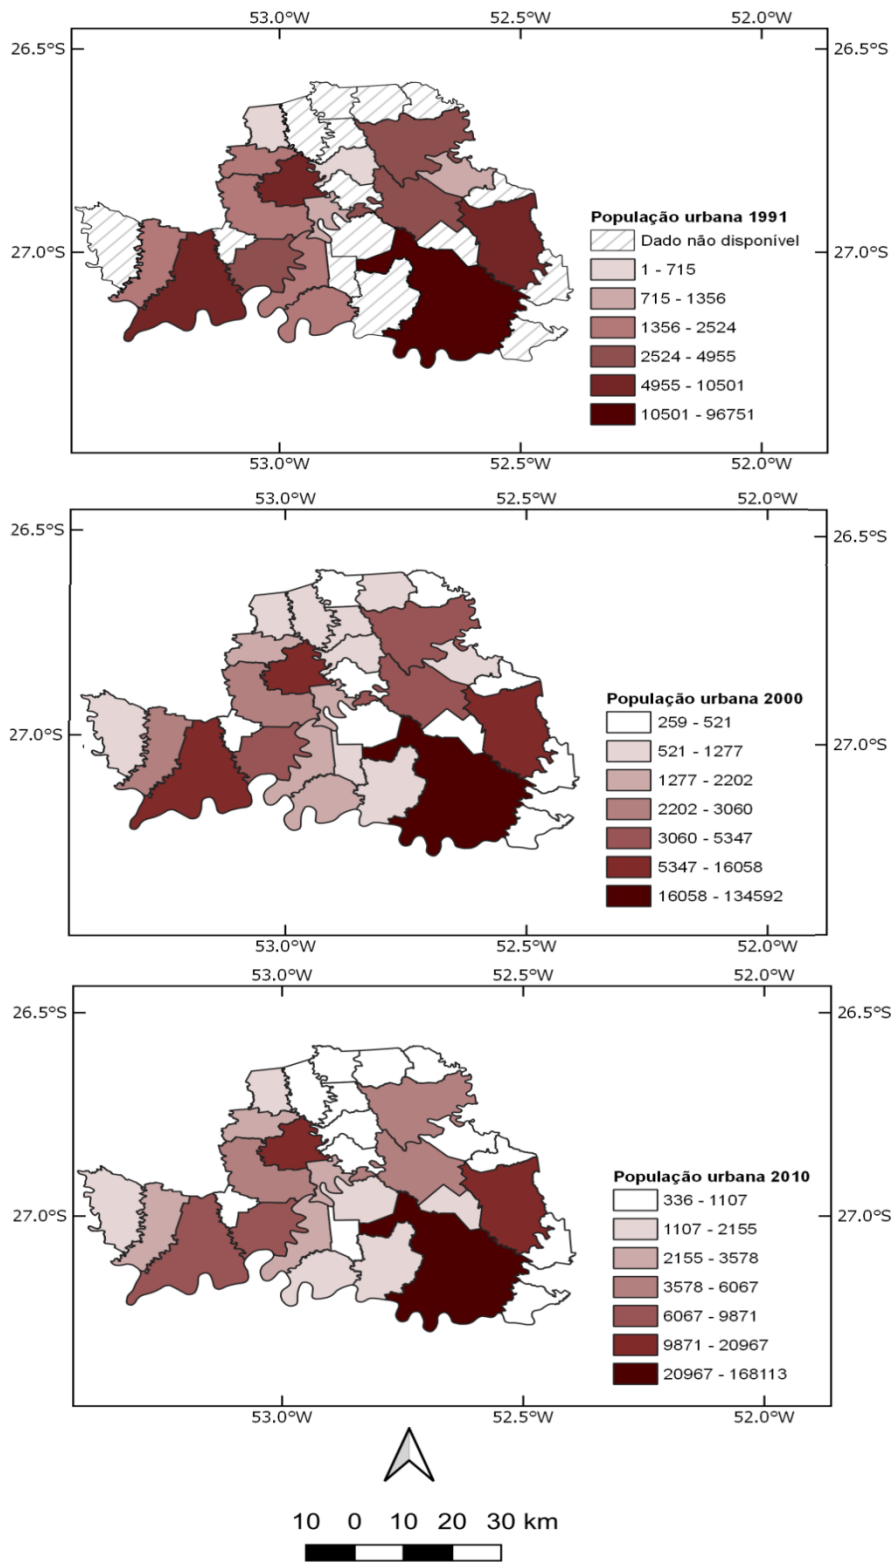 53.0°W 52.5°W 52.0°W
26.5°S 26.5°S
População urbana 1991
Dado não disponível
27.0°S 27.0°S
1 - 715
715 - 1356
1356 - 2524
2524 - 4955
4955 - 10501
10501 - 96751
53.0°W 52.5°W 52.0°W
53.0°W 52.5°W 52.0°W
26.5°S 26.5°S
População urbana 2000
259 - 521
27.0°S 27.0°S
521 - 1277
1277 - 2202
2202 - 3060
3060 - 5347
5347 - 16058
16058 - 134592
53.0°W 52.5°W 52.0°W
53.0°W 52.5°W 52.0°W
26.5°S 26.5°S
População urbana 2010
336 - 1107
27.0°S 27.0°S
1107 - 2155
2155 - 3578
3578 - 6067
6067 - 9871
9871 - 20967
20967 - 168113
53.0°W 52.5°W 52.0°W
10 0 10 20 30 km